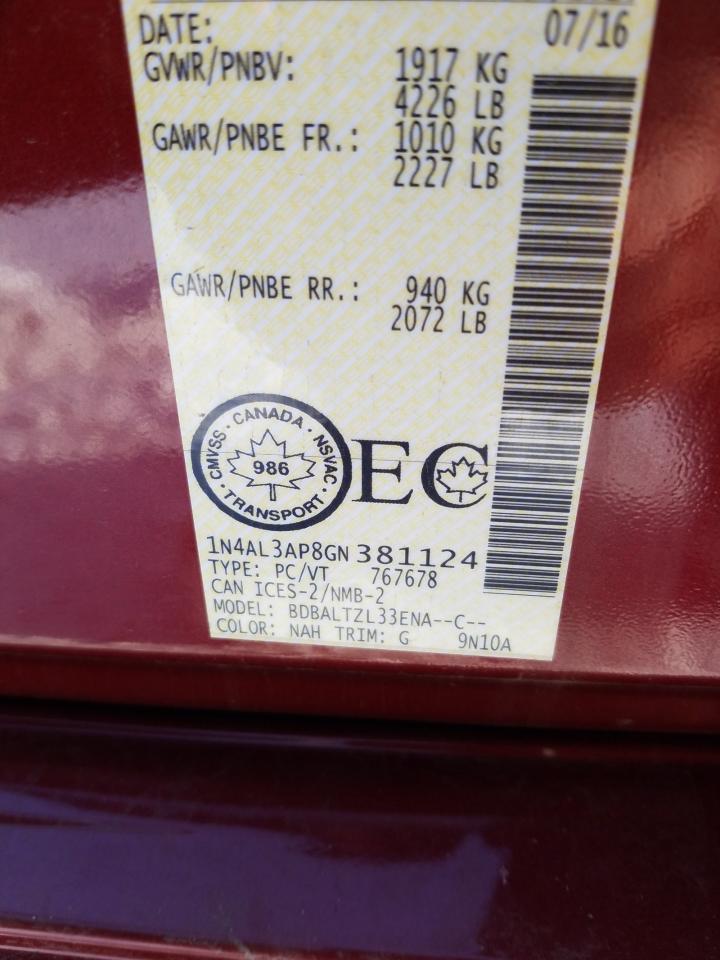 DATE: 07/16
GVWR/PNBV: 1917 KG
4226 LB
GAWR/PNBE FR.: 1010 KG
2227 LB
GAWR/PNBE RR.: 940 KG
2072 LB
CMVSS · CANADA · NSVAC · TRANSPORT ·
986
EC
1N4AL3AP8GN 381124
TYPE: PC/VT 767678
CAN ICES-2/NMB-2
MODEL: BDBALTZL33ENA--C--
COLOR: NAH TRIM: G 9N10A